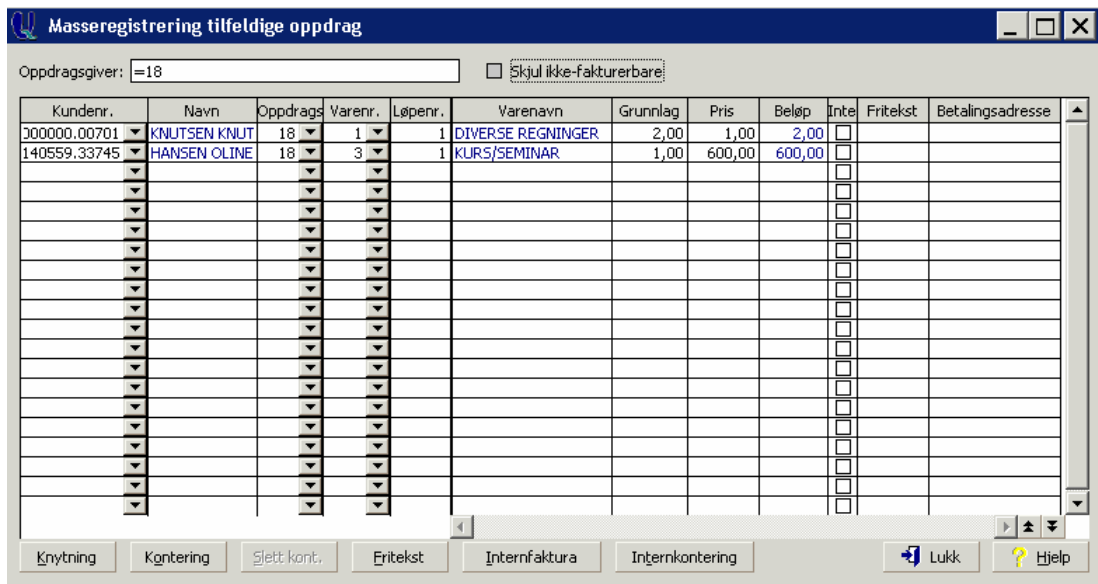 Masseregistrering tilfeldige oppdrag
Oppdragsgiver: =18 Skjul ikke-fakturerbare
Kundenr. Navn Oppdrags Varenr. Løpenr. Varenavn Grunnlag Pris Beløp Inte Fritekst Betalingsadresse
000000.00701 KNUTSEN KNUT 18 1 1 DIVERSE REGNINGER 2,00 1,00 2,00
140559.33745 HANSEN OLINE 18 3 1 KURS/SEMINAR 1,00 600,00 600,00
Knytning Kontering Slett kont. Fritekst Internfaktura Internkontering Lukk Hjelp